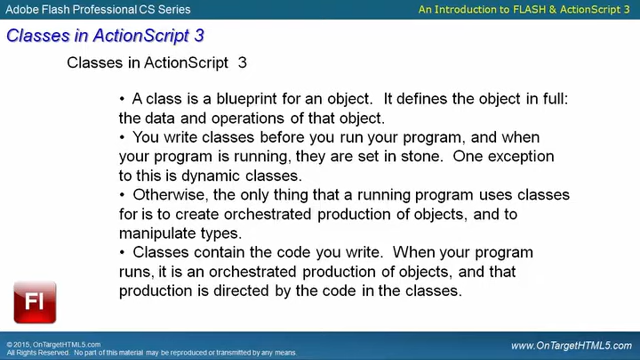 Adobe Flash Professional CS Series
An Introduction to FLASH & ActionScript 3
Classes in ActionScript 3
Classes in ActionScript 3
• A class is a blueprint for an object. It defines the object in full:
the data and operations of that object.
• You write classes before you run your program, and when
your program is running, they are set in stone. One exception
to this is dynamic classes.
• Otherwise, the only thing that a running program uses classes
for is to create orchestrated production of objects, and to
manipulate types.
• Classes contain the code you write. When your program
runs, it is an orchestrated production of objects, and that
production is directed by the code in the classes.
Fl
© 2015, OnTargetHTML5.com
All Rights Reserved. No part of this material may be reproduced or transmitted by any means.
www.OnTargetHTML5.com